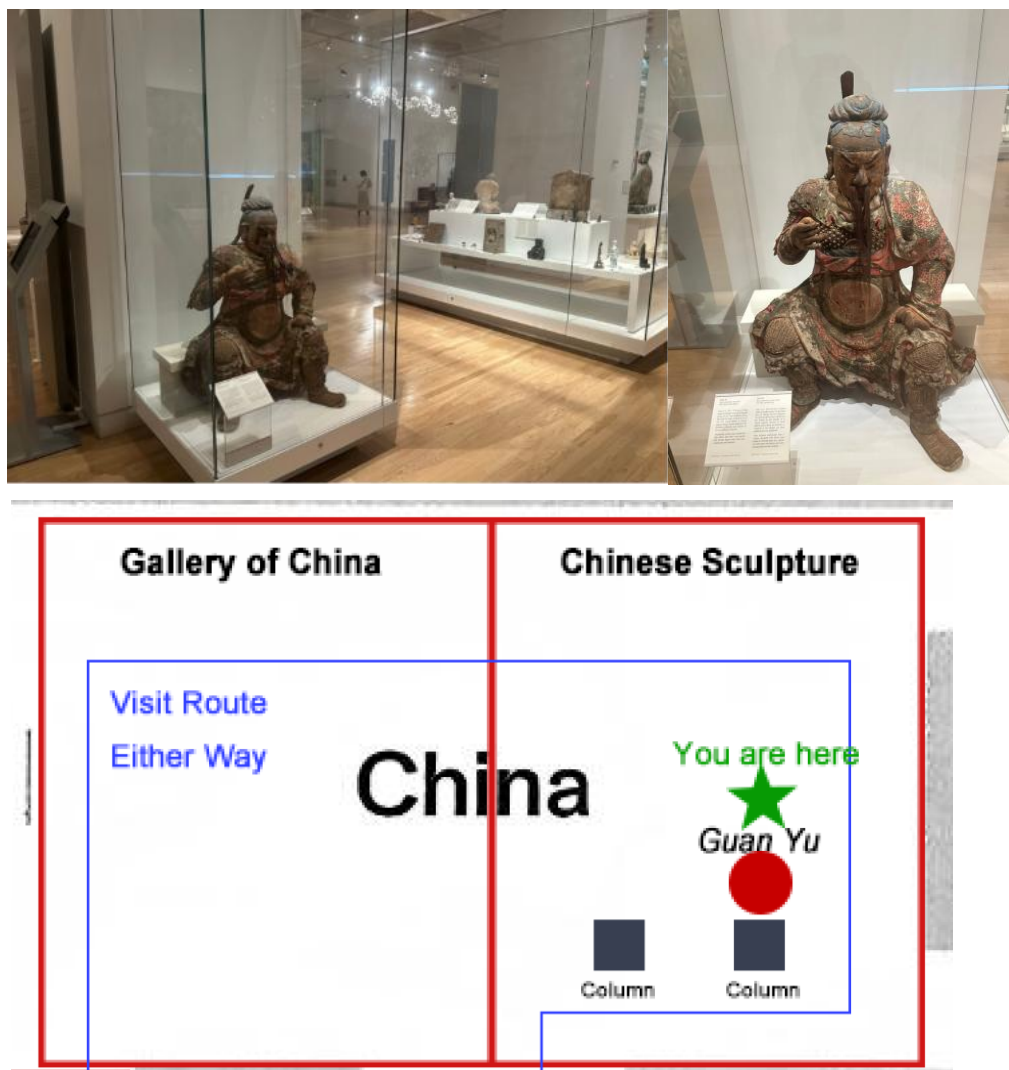 Gallery of China
Chinese Sculpture
Visit Route
Either Way
China
You are here
Guan Yu
Column
Column